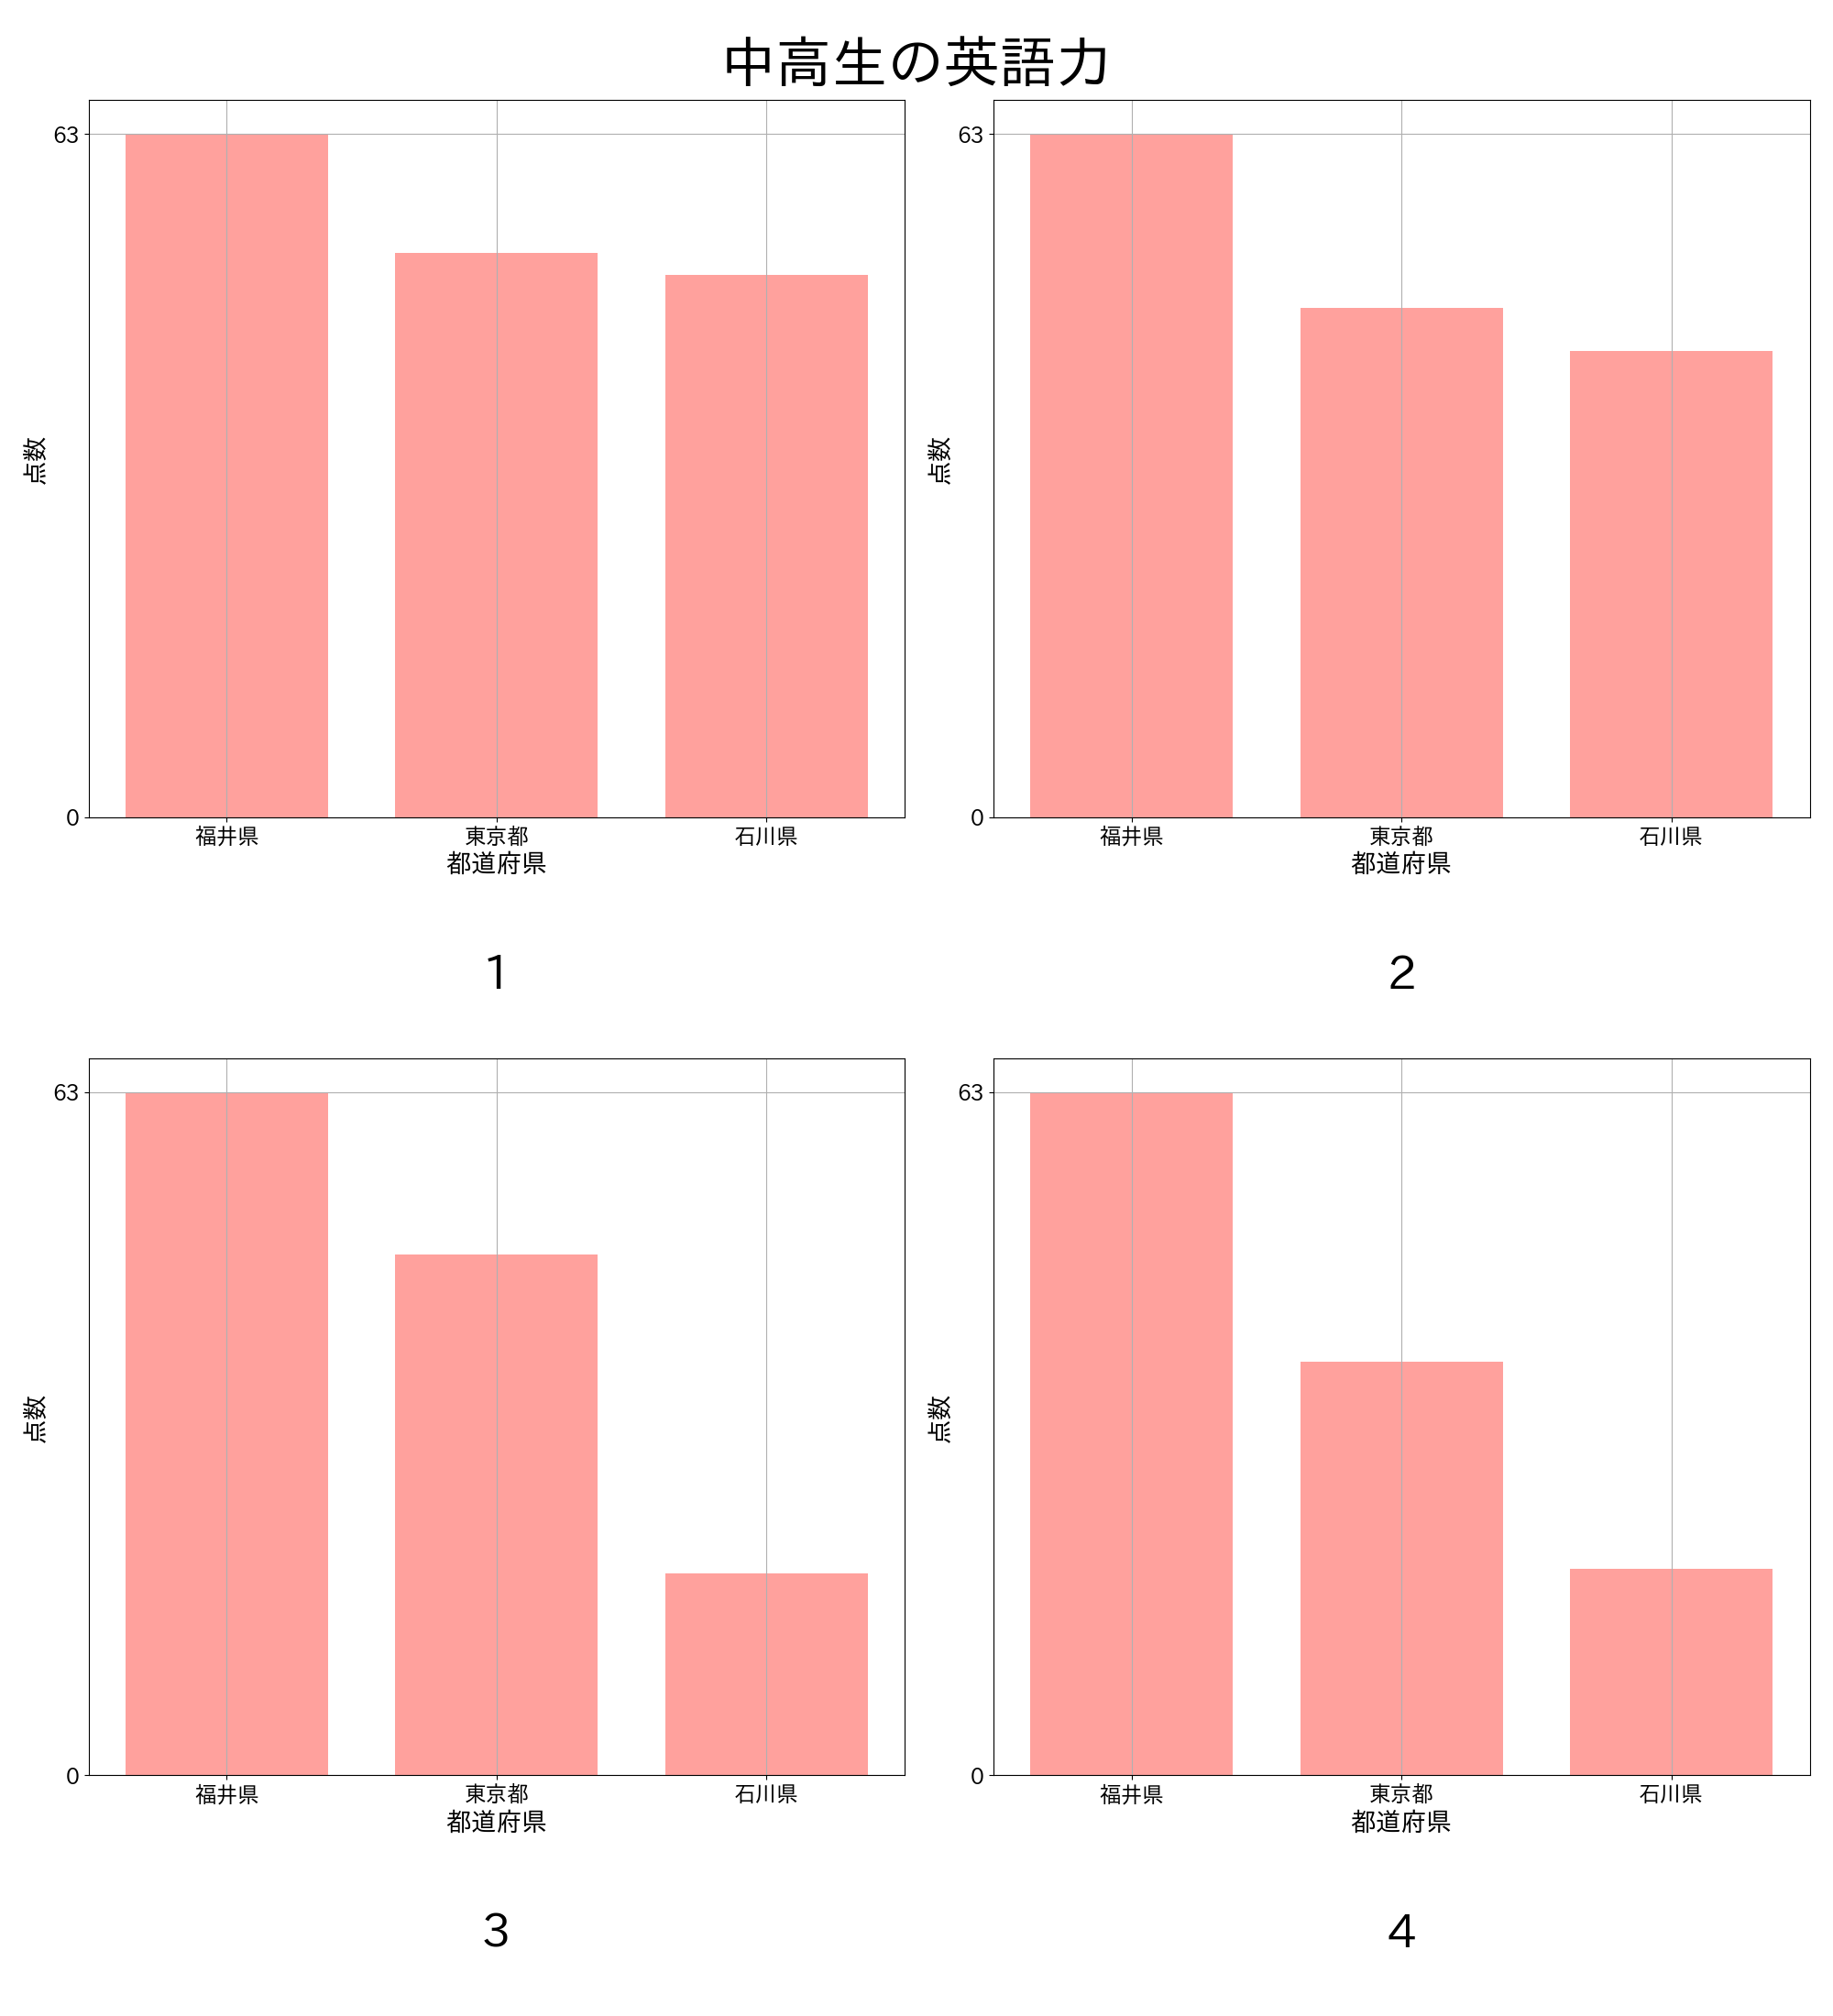 中高生の英語力
63
0
点数
福井県 東京都 石川県
都道府県
1
63
0
点数
福井県 東京都 石川県
都道府県
2
63
0
点数
福井県 東京都 石川県
都道府県
3
63
0
点数
福井県 東京都 石川県
都道府県
4